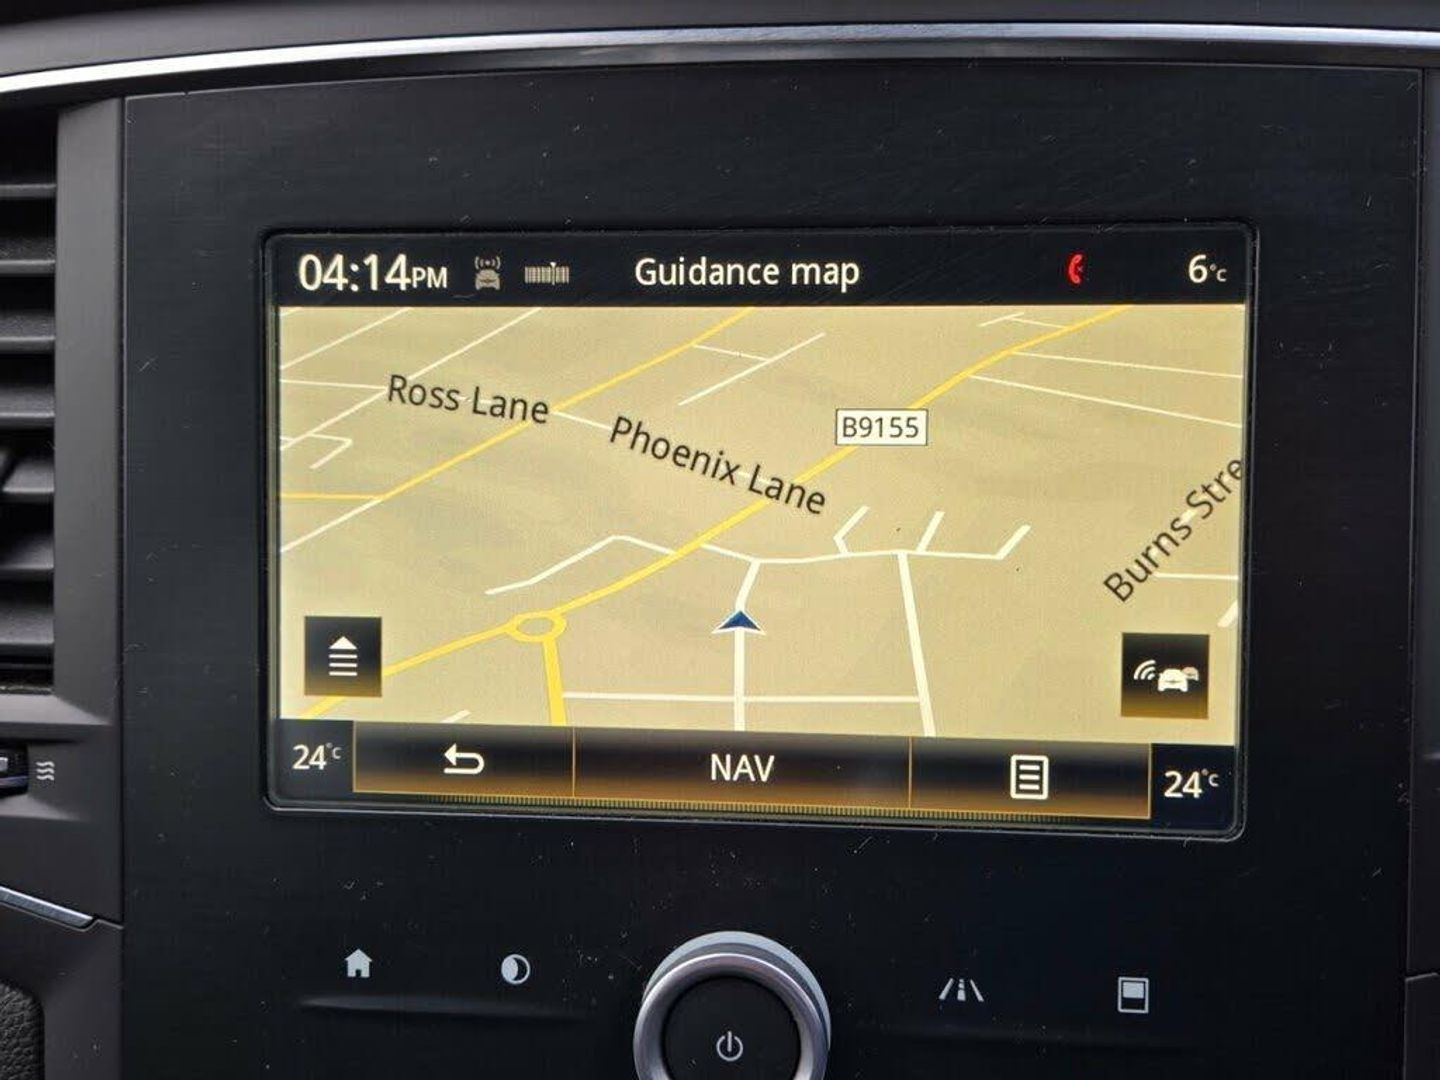 04:14PM Guidance map 6°C
Ross Lane
Phoenix Lane
B9155
Burns Stre
24°C NAV 24°C